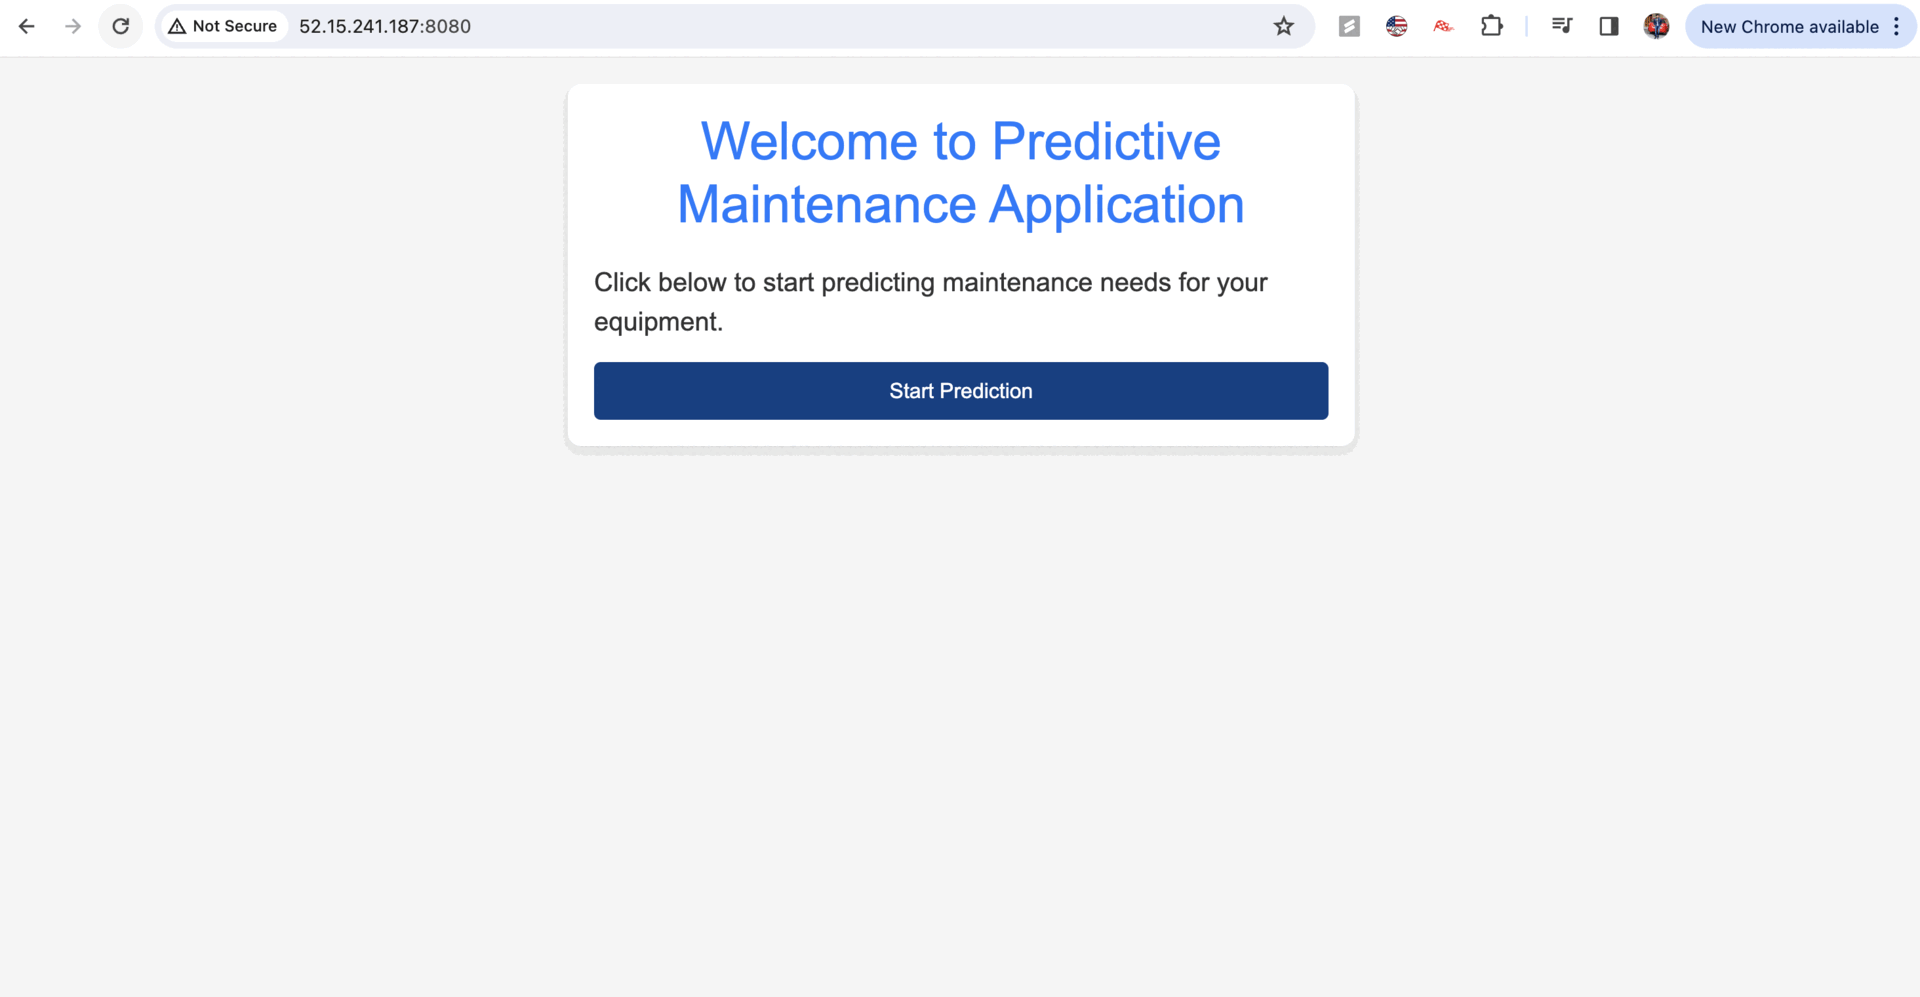 Not Secure 52.15.241.187:8080 New Chrome available
Welcome to Predictive
Maintenance Application
Click below to start predicting maintenance needs for your
equipment.
Start Prediction